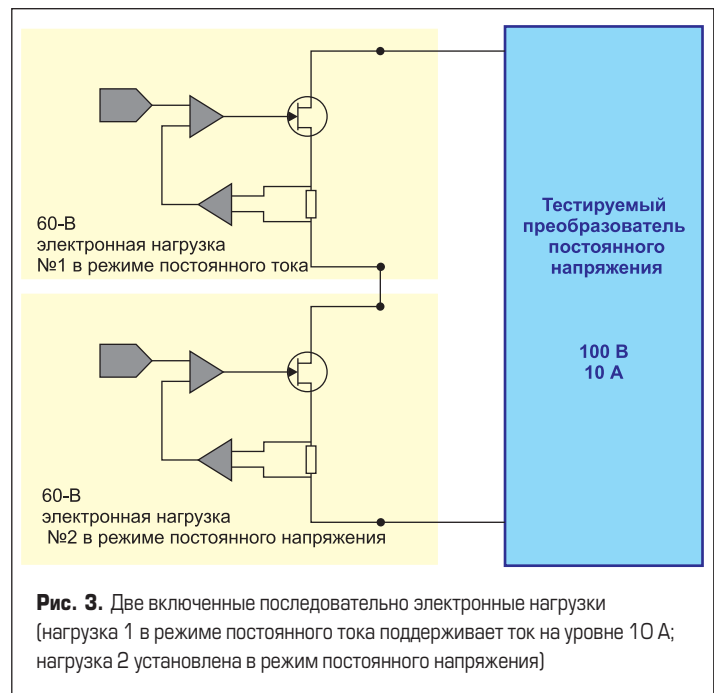 60-В
электронная нагрузка
№1 в режиме постоянного тока
Тестируемый
преобразователь
постоянного
напряжения
100 В
10 А
60-В
электронная нагрузка
№2 в режиме постоянного напряжения
Рис. 3. Две включенные последовательно электронные нагрузки
(нагрузка 1 в режиме постоянного тока поддерживает ток на уровне 10 А;
нагрузка 2 установлена в режим постоянного напряжения)